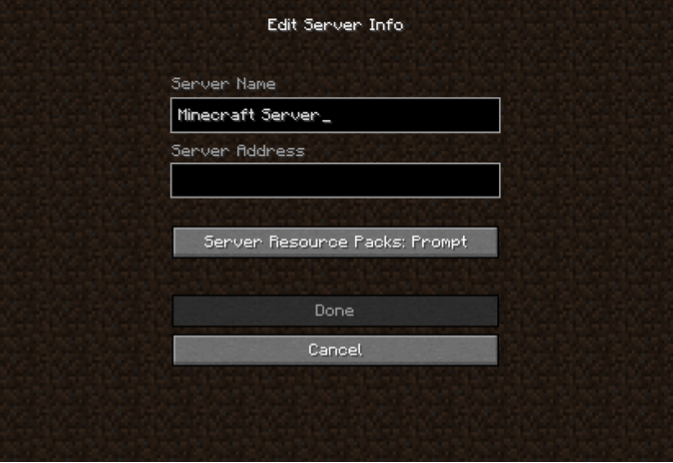 Edit Server Info
Server Name
Minecraft Server_
Server Address
Server Resource Packs: Prompt
Done
Cancel